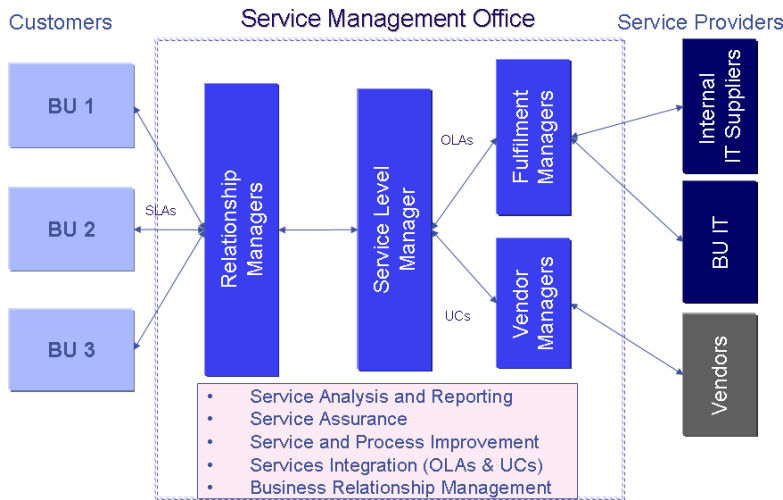 Customers
Service Management Office
Service Providers
BU 1
BU 2
BU 3
SLAs
Relationship
Managers
Service Level
Manager
OLAs
UCs
Fulfilment
Managers
Vendor
Managers
Internal
IT Suppliers
BU IT
Vendors
• Service Analysis and Reporting
• Service Assurance
• Service and Process Improvement
• Services Integration (OLAs & UCs)
• Business Relationship Management